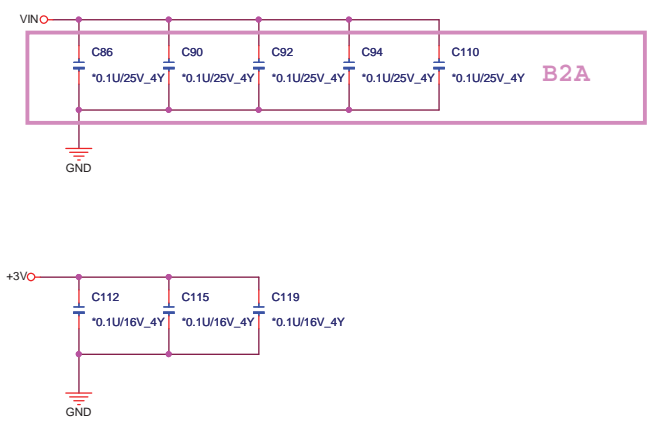 VIN
C86 C90 C92 C94 C110
*0.1U/25V_4Y *0.1U/25V_4Y *0.1U/25V_4Y *0.1U/25V_4Y *0.1U/25V_4Y
B2A
GND
+3V
C112 C115 C119
*0.1U/16V_4Y *0.1U/16V_4Y *0.1U/16V_4Y
GND